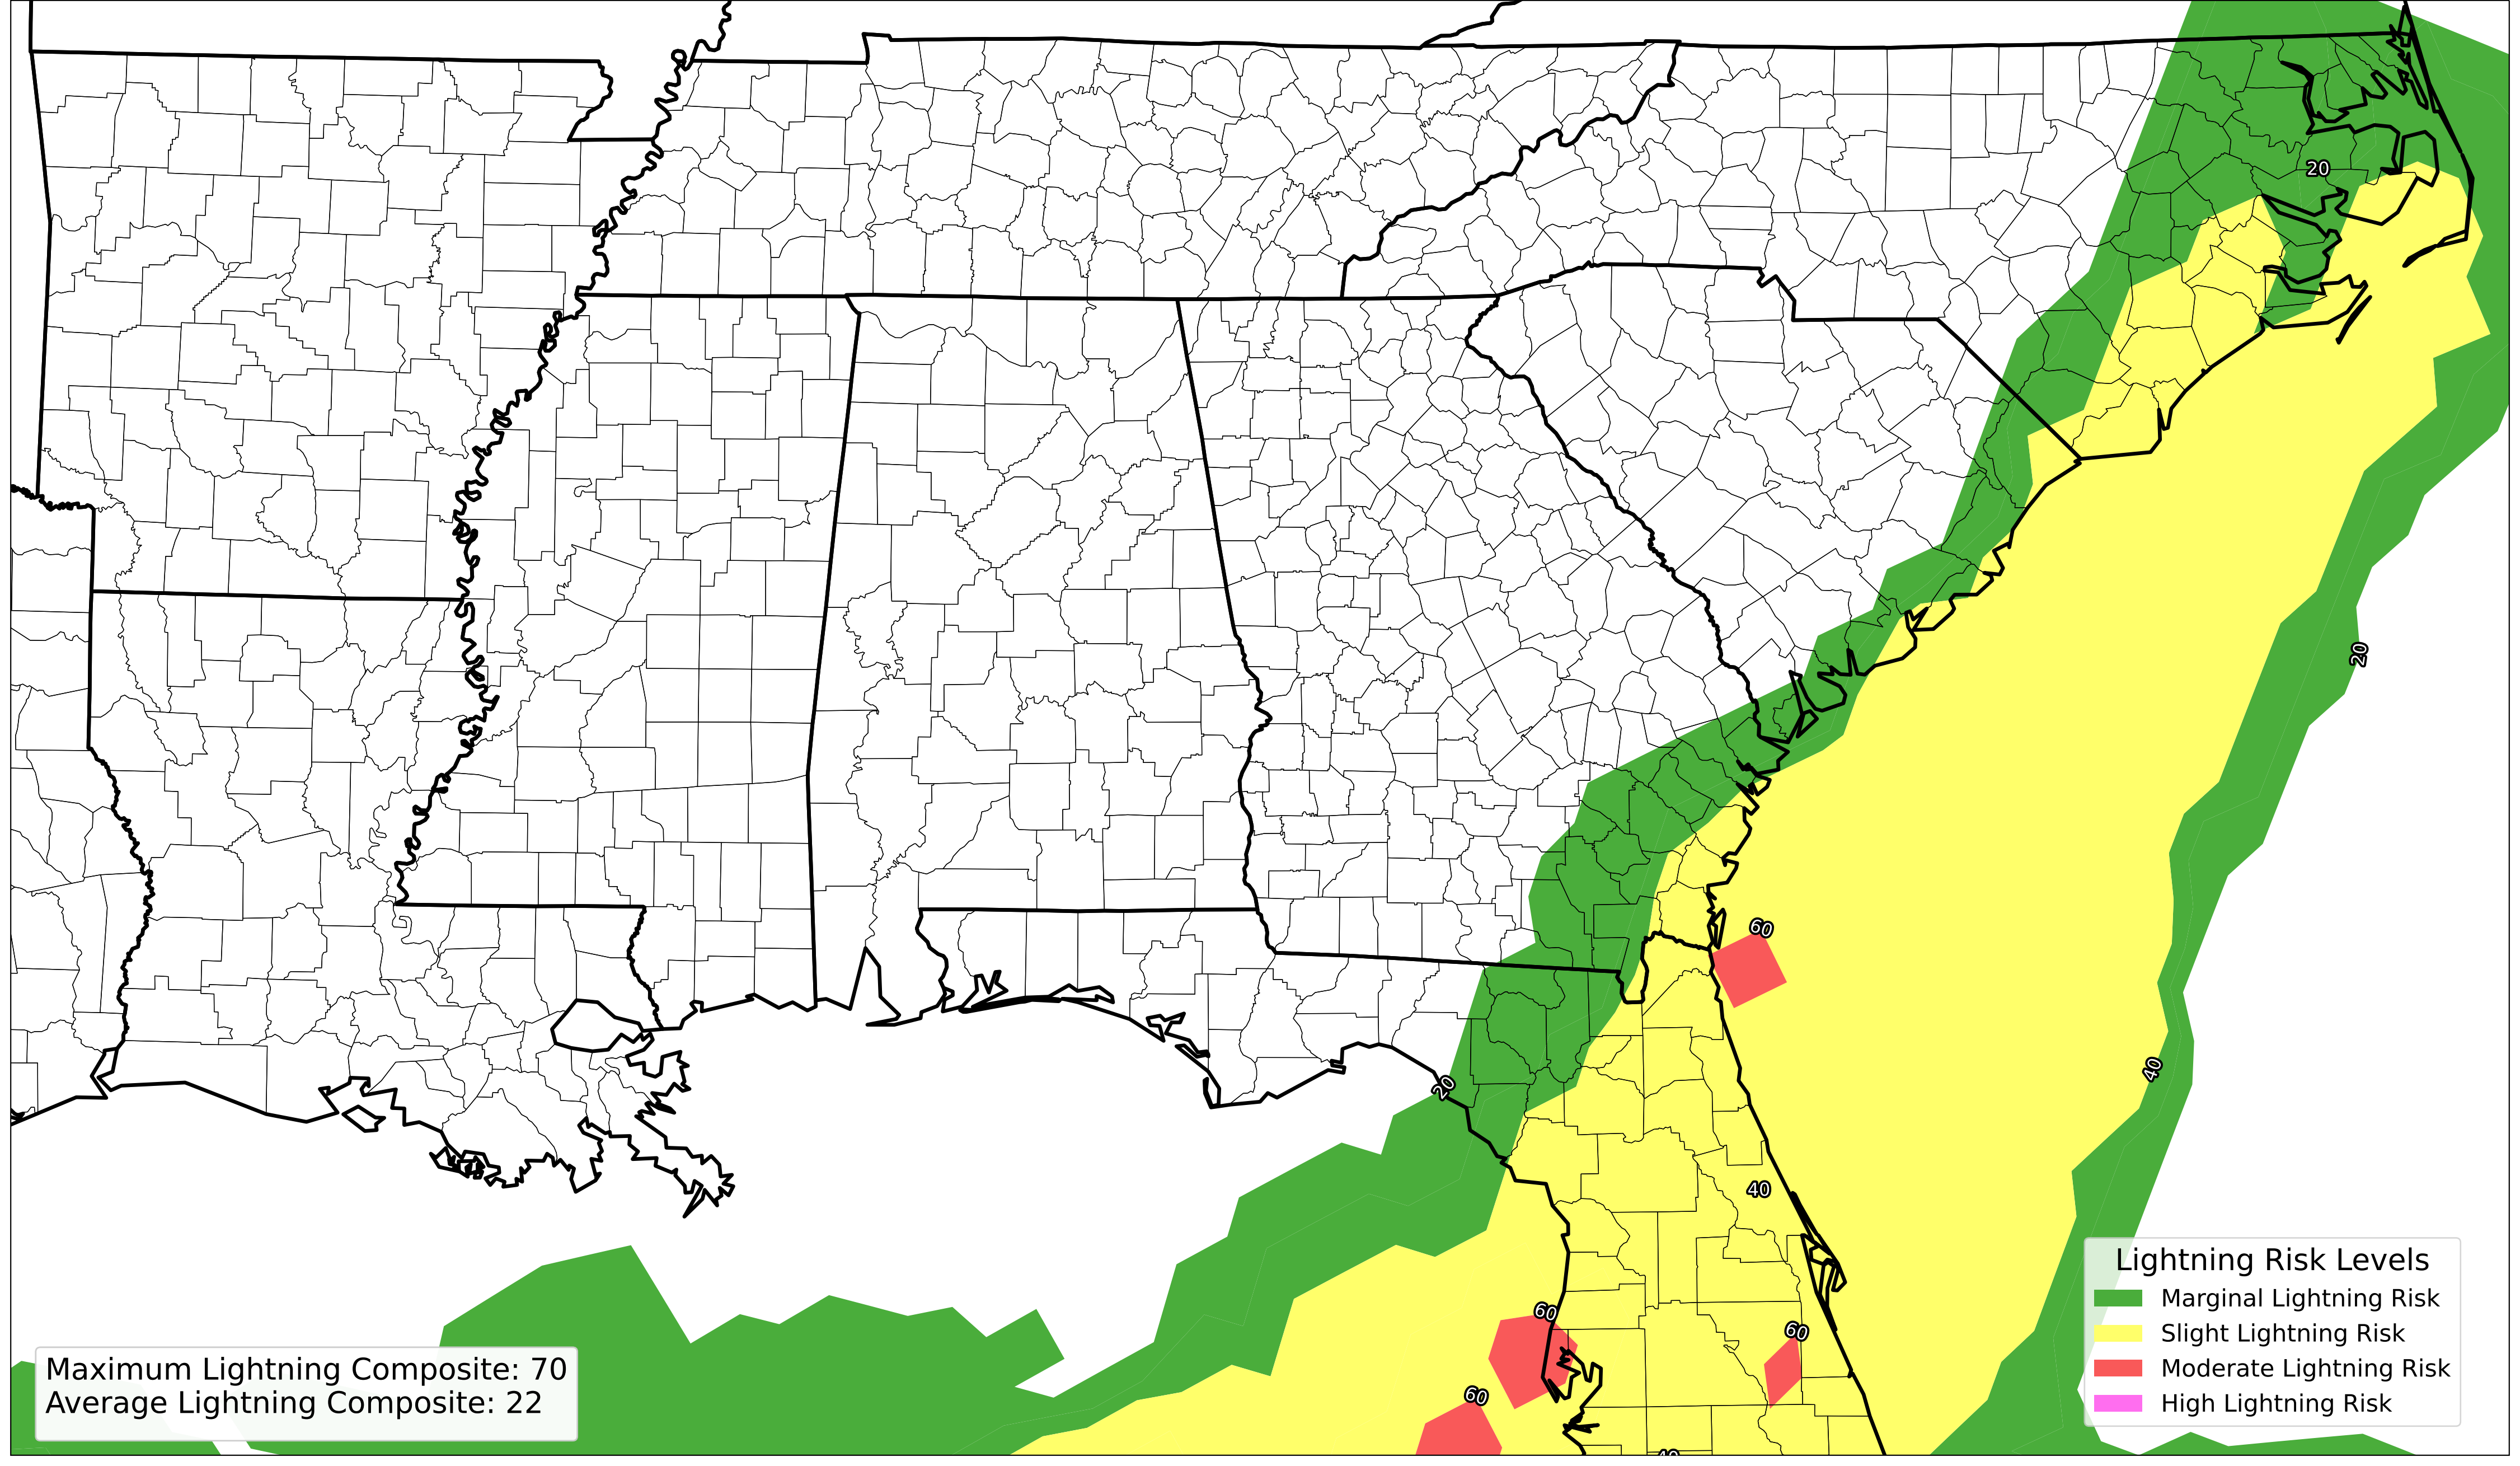 20
20
60
40
20
40
60
60
60
40
Maximum Lightning Composite: 70
Average Lightning Composite: 22
Lightning Risk Levels
Marginal Lightning Risk
Slight Lightning Risk
Moderate Lightning Risk
High Lightning Risk